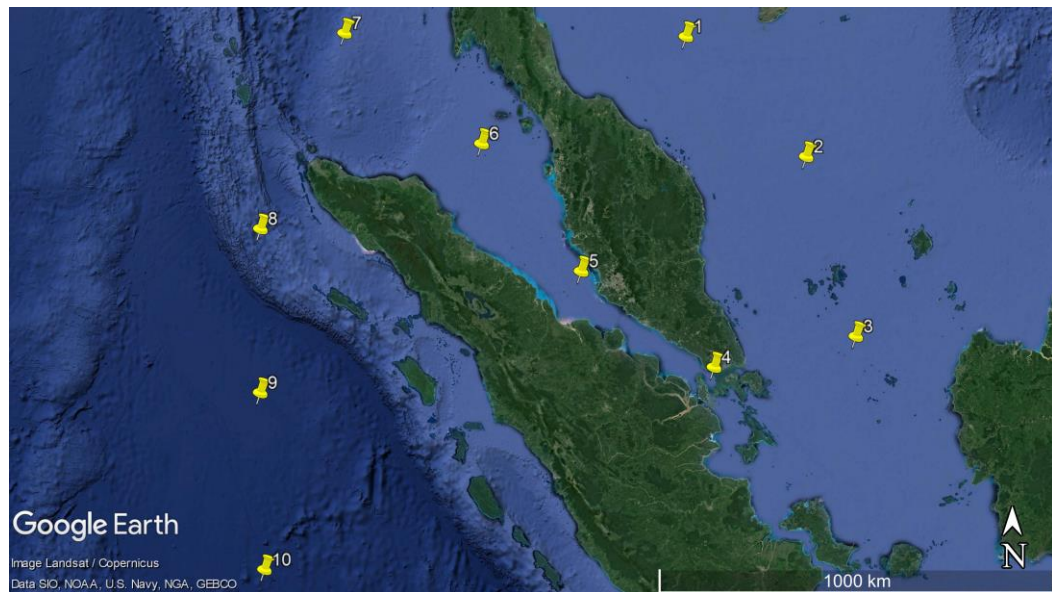 7
1
6
2
8
5
3
4
9
10
Google Earth
Image Landsat / Copernicus
Data SIO, NOAA, U.S. Navy, NGA, GEBCO
N
1000 km